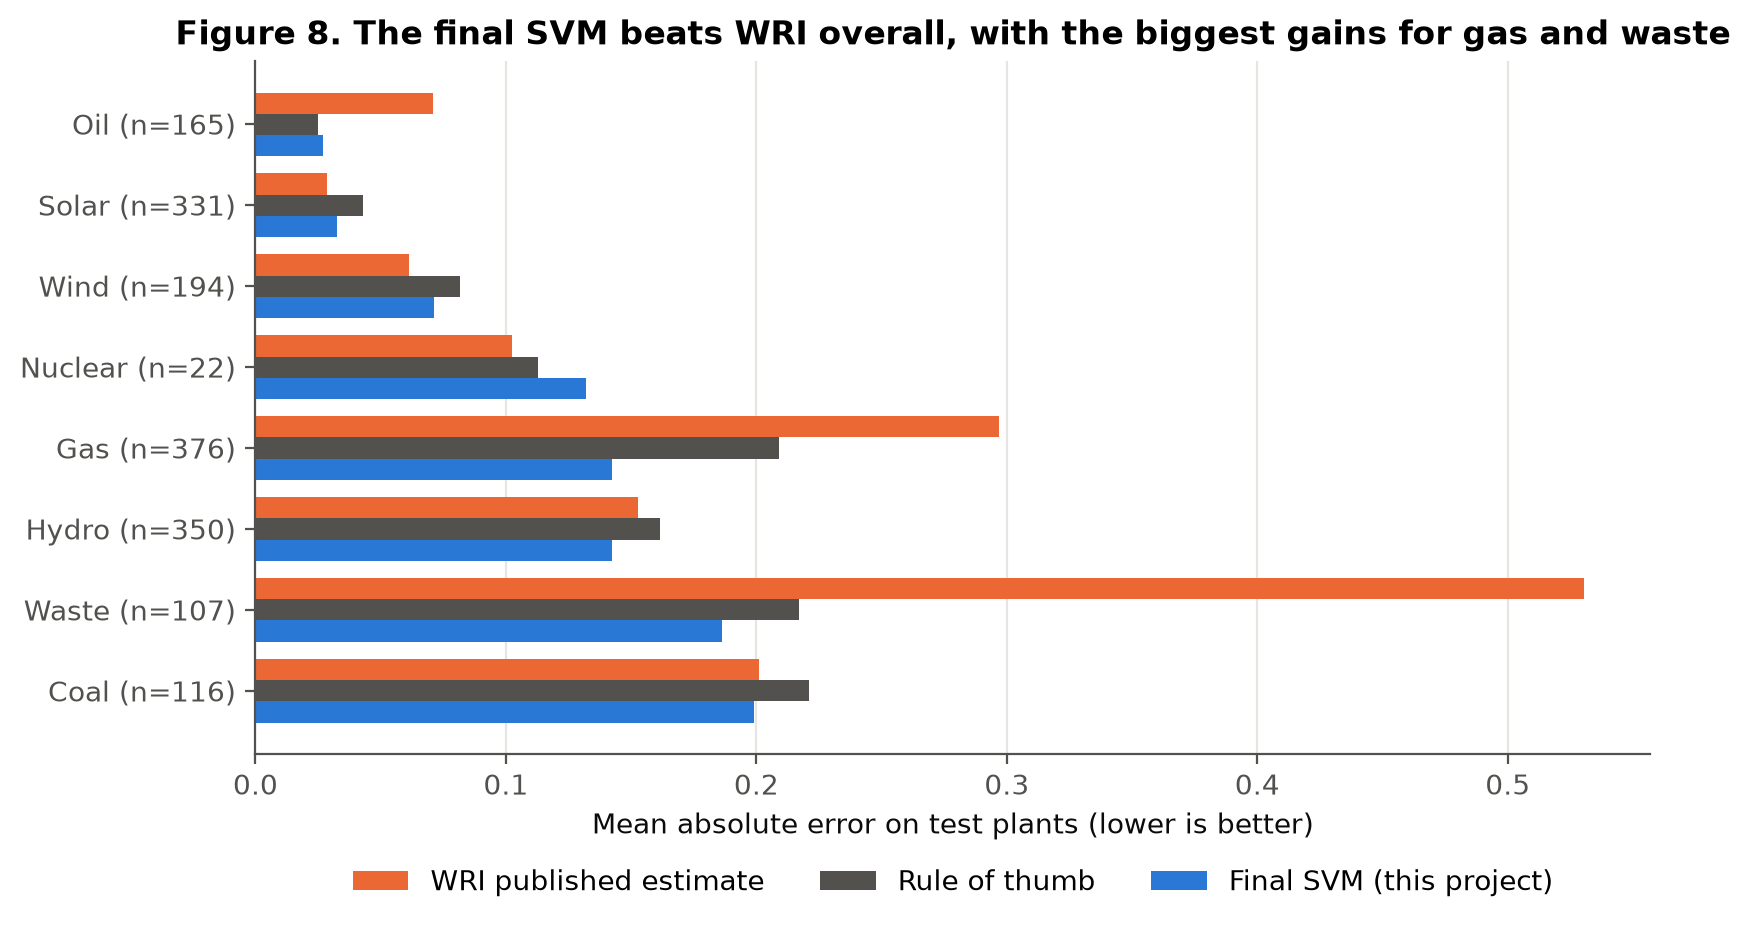 Figure 8. The final SVM beats WRI overall, with the biggest gains for gas and waste
Oil (n=165)
Solar (n=331)
Wind (n=194)
Nuclear (n=22)
Gas (n=376)
Hydro (n=350)
Waste (n=107)
Coal (n=116)
0.0 0.1 0.2 0.3 0.4 0.5
Mean absolute error on test plants (lower is better)
WRI published estimate Rule of thumb Final SVM (this project)